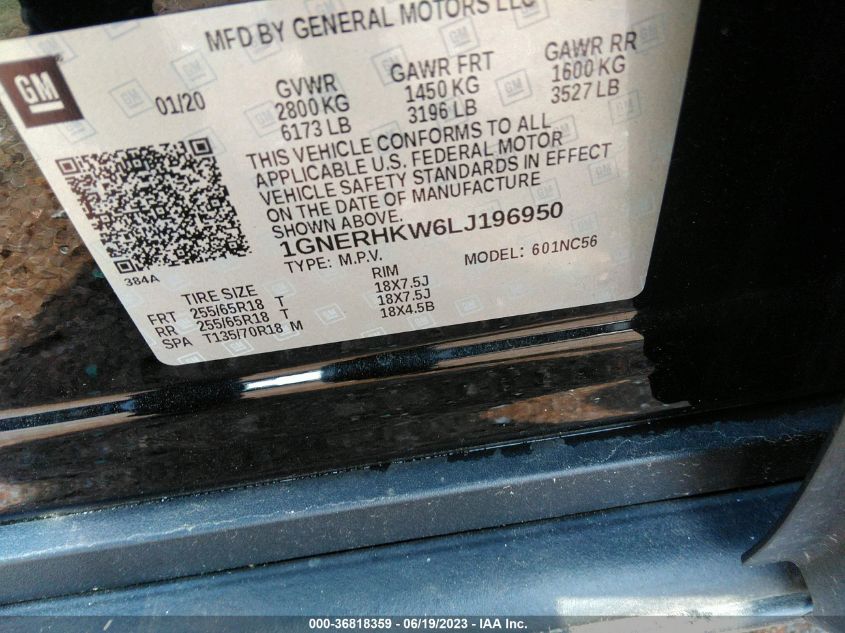 MFD BY GENERAL MOTORS LLC
GM
01/20
GVWR
2800 KG
6173 LB
GAWR FRT
1450 KG
3196 LB
GAWR RR
1600 KG
3527 LB
THIS VEHICLE CONFORMS TO ALL
APPLICABLE U.S. FEDERAL MOTOR
VEHICLE SAFETY STANDARDS IN EFFECT
ON THE DATE OF MANUFACTURE
SHOWN ABOVE.
1GNERHKW6LJ196950
TYPE: M.P.V. MODEL: 601NC56
384A
TIRE SIZE RIM
FRT 255/65R18 T 18X7.5J
RR 255/65R18 T 18X7.5J
SPA T135/70R18 M 18X4.5B
000-36818359 - 06/19/2023 - IAA Inc.